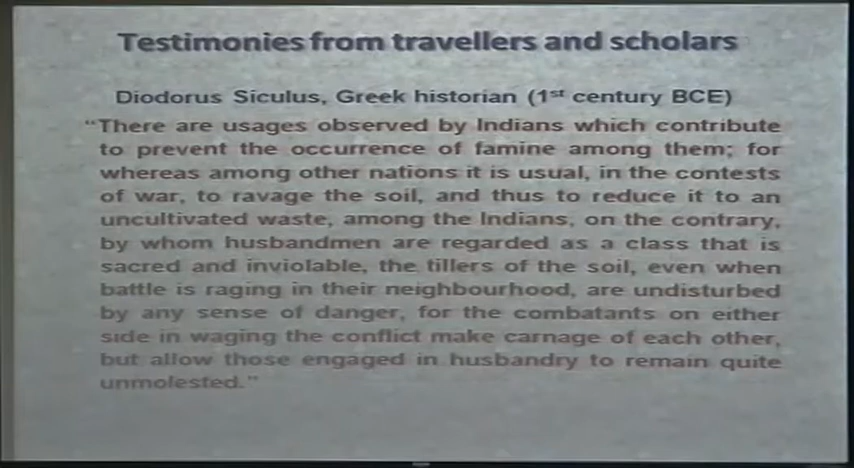 Testimonies from travellers and scholars
Diodorus Siculus, Greek historian (1st century BCE)
"There are usages observed by Indians which contribute
to prevent the occurrence of famine among them; for
whereas among other nations it is usual, in the contests
of war, to ravage the soil, and thus to reduce it to an
uncultivated waste, among the Indians, on the contrary,
by whom husbandmen are regarded as a class that is
sacred and inviolable, the tillers of the soil, even when
battle is raging in their neighbourhood, are undisturbed
by any sense of danger, for the combatants on either
side in waging the conflict make carnage of each other,
but allow those engaged in husbandry to remain quite
unmolested."